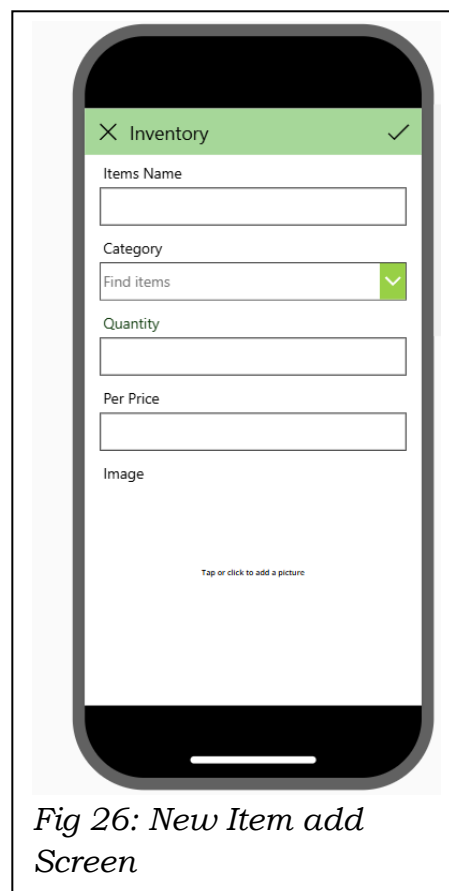 Inventory
Items Name
Category
Find items
Quantity
Per Price
Image
Tap or click to add a picture
Fig 26: New Item add
Screen